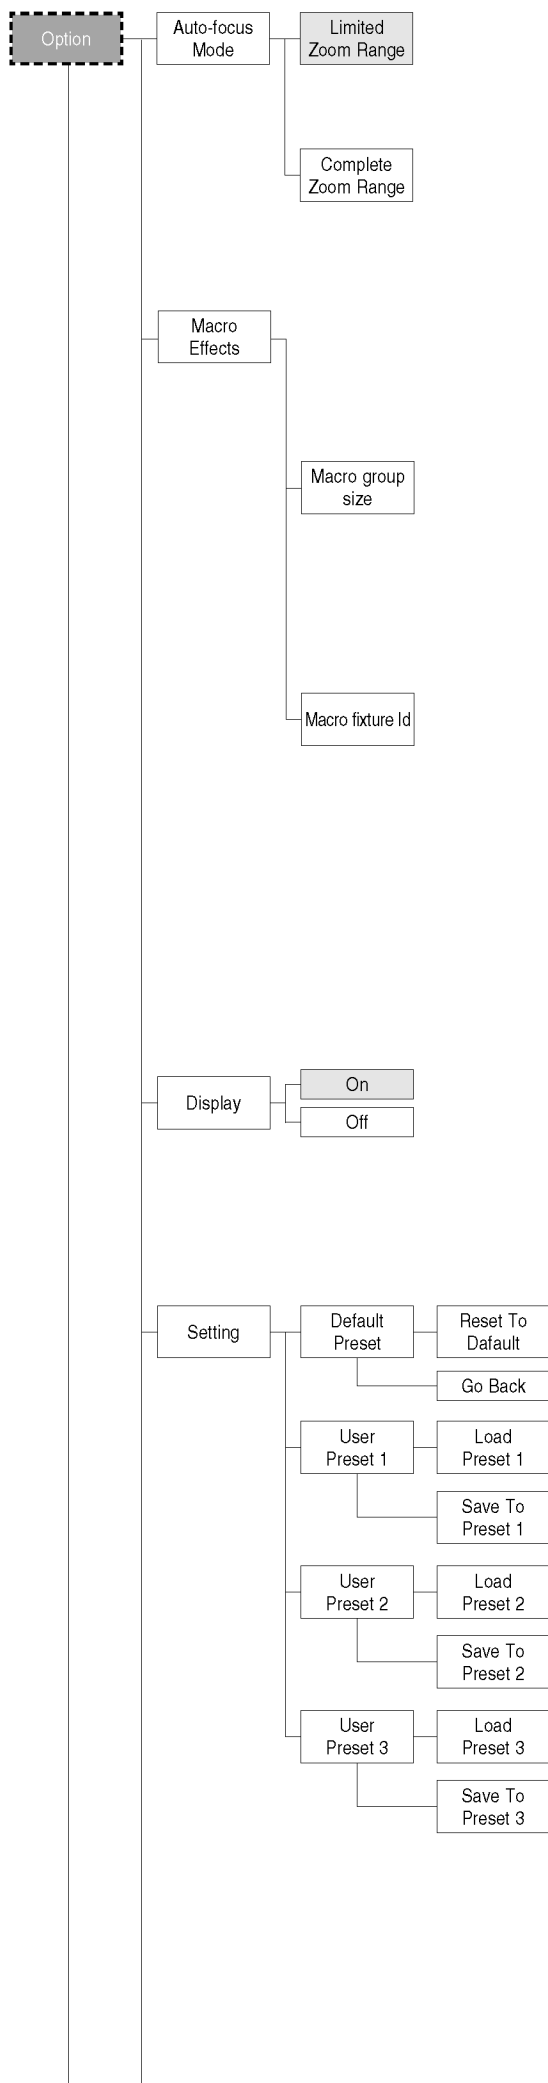 Option
Auto-focus
Mode
Limited
Zoom Range
Complete
Zoom Range
Macro
Effects
Macro group
size
Macro fixture Id
Display
On
Off
Setting
Default
Preset
Reset To
Dafault
Go Back
User
Preset 1
Load
Preset 1
Save To
Preset 1
User
Preset 2
Load
Preset 2
Save To
Preset 2
User
Preset 3
Load
Preset 3
Save To
Preset 3